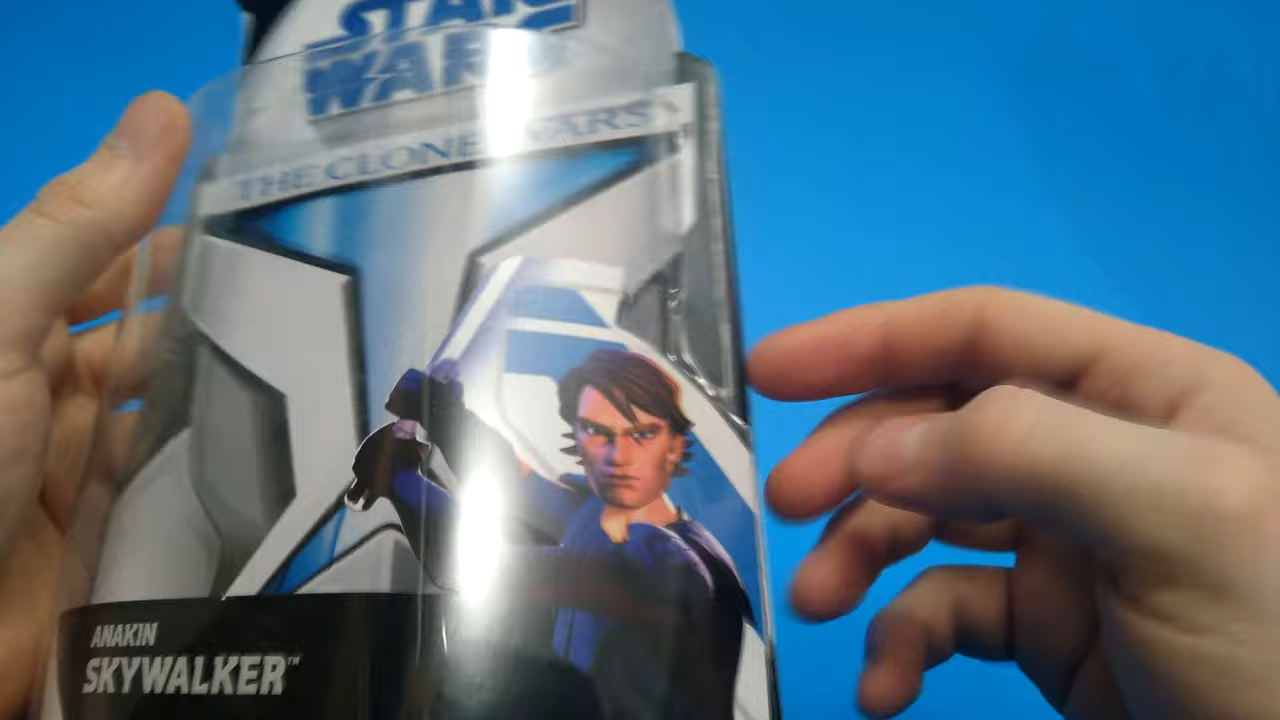 STAR
WARS
THE CLONE WARS
ANAKIN
SKYWALKER™